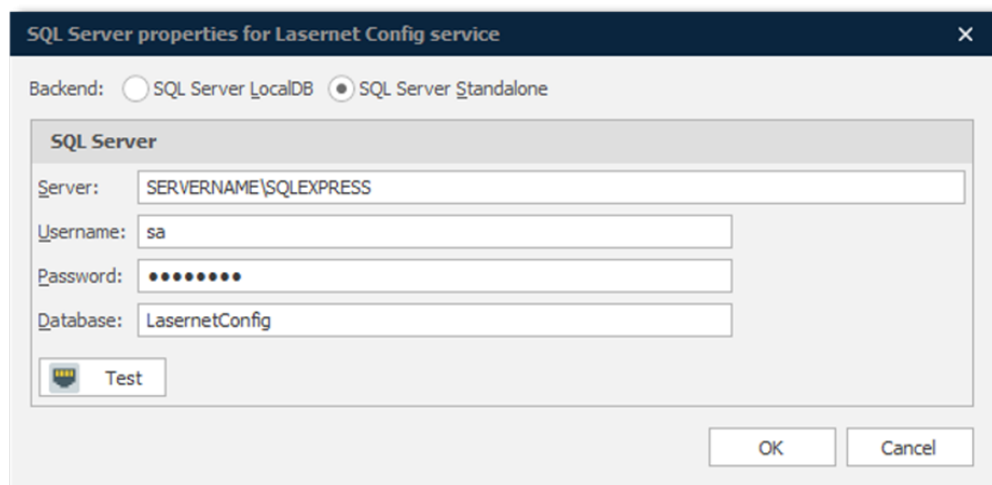 SQL Server properties for Lasernet Config service
Backend: SQL Server LocalDB SQL Server Standalone
SQL Server
Server: SERVERNAME\SQLEXPRESS
Username: sa
Password: ••••••••
Database: LasernetConfig
Test
OK Cancel